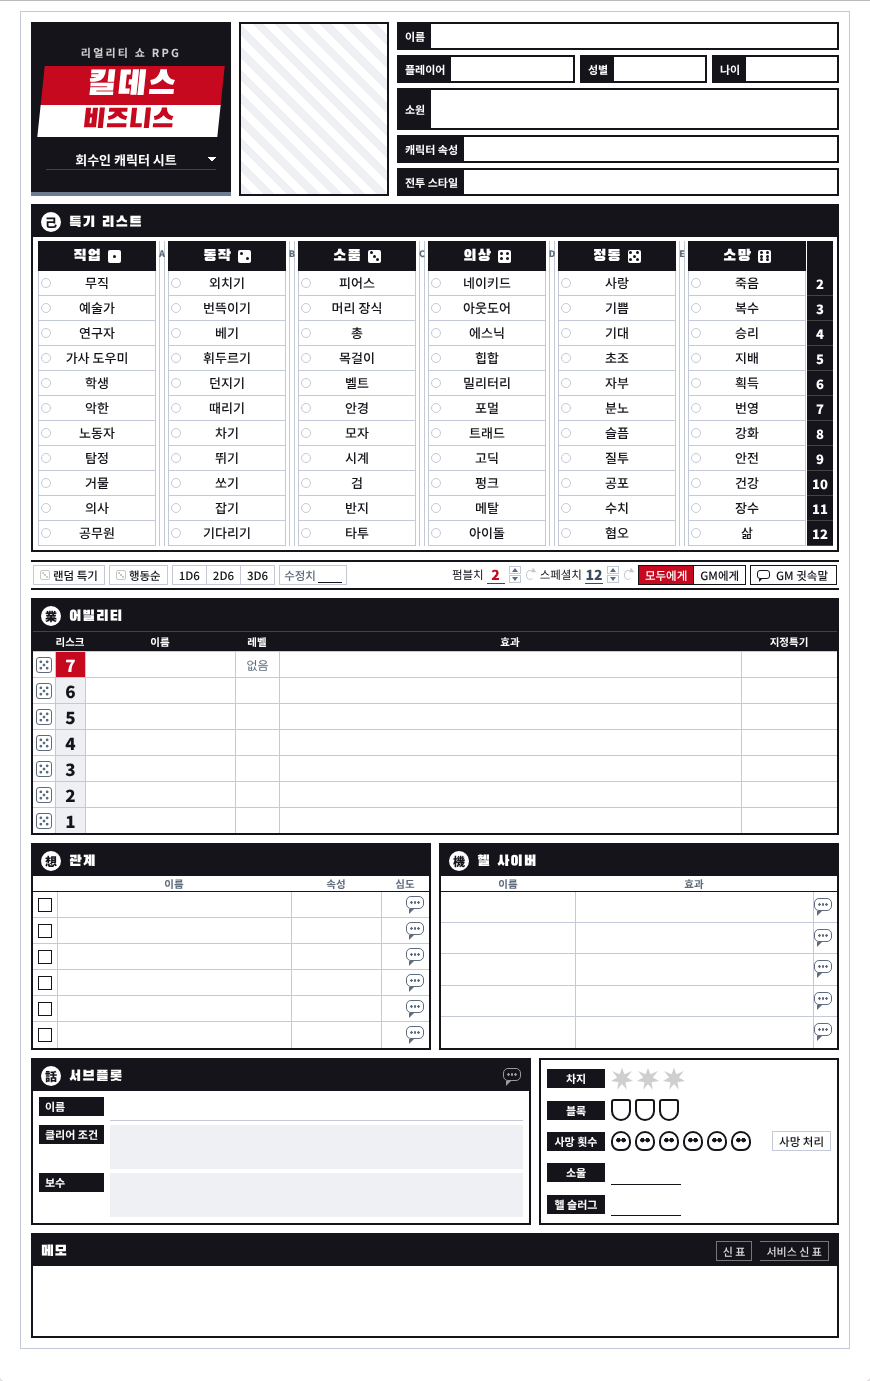 리얼리티 쇼 RPG
킬데스
비즈니스
회수인 캐릭터 시트
이름
플레이어 성별 나이
소원
캐릭터 속성
전투 스타일
己 특기 리스트
직업 A 동작 B 소품 C 의상 D 정동 E 소망
무직 외치기 피어스 네이키드 사랑 죽음 2
예술가 번뜩이기 머리 장식 아웃도어 기쁨 복수 3
연구자 베기 총 에스닉 기대 승리 4
가사 도우미 휘두르기 목걸이 힙합 초조 지배 5
학생 던지기 벨트 밀리터리 자부 획득 6
악한 때리기 안경 포멀 분노 번영 7
노동자 차기 모자 트래드 슬픔 강화 8
탐정 뛰기 시계 고딕 질투 안전 9
거물 쏘기 검 펑크 공포 건강 10
의사 잡기 반지 메탈 수치 장수 11
공무원 기다리기 타투 아이돌 혐오 삶 12
랜덤 특기 행동순 1D6 2D6 3D6 수정치 펌블치 2 스페셜치 12 모두에게 GM에게 GM 귓속말
業 어빌리티
리스크 이름 레벨 효과 지정특기
7 없음
6
5
4
3
2
1
想 관계
이름 속성 심도
機 헬 사이버
이름 효과
話 서브플롯
이름
클리어 조건
보수
차지
블록
사망 횟수 사망 처리
소울
헬 슬러그
메모 신 표 서비스 신 표